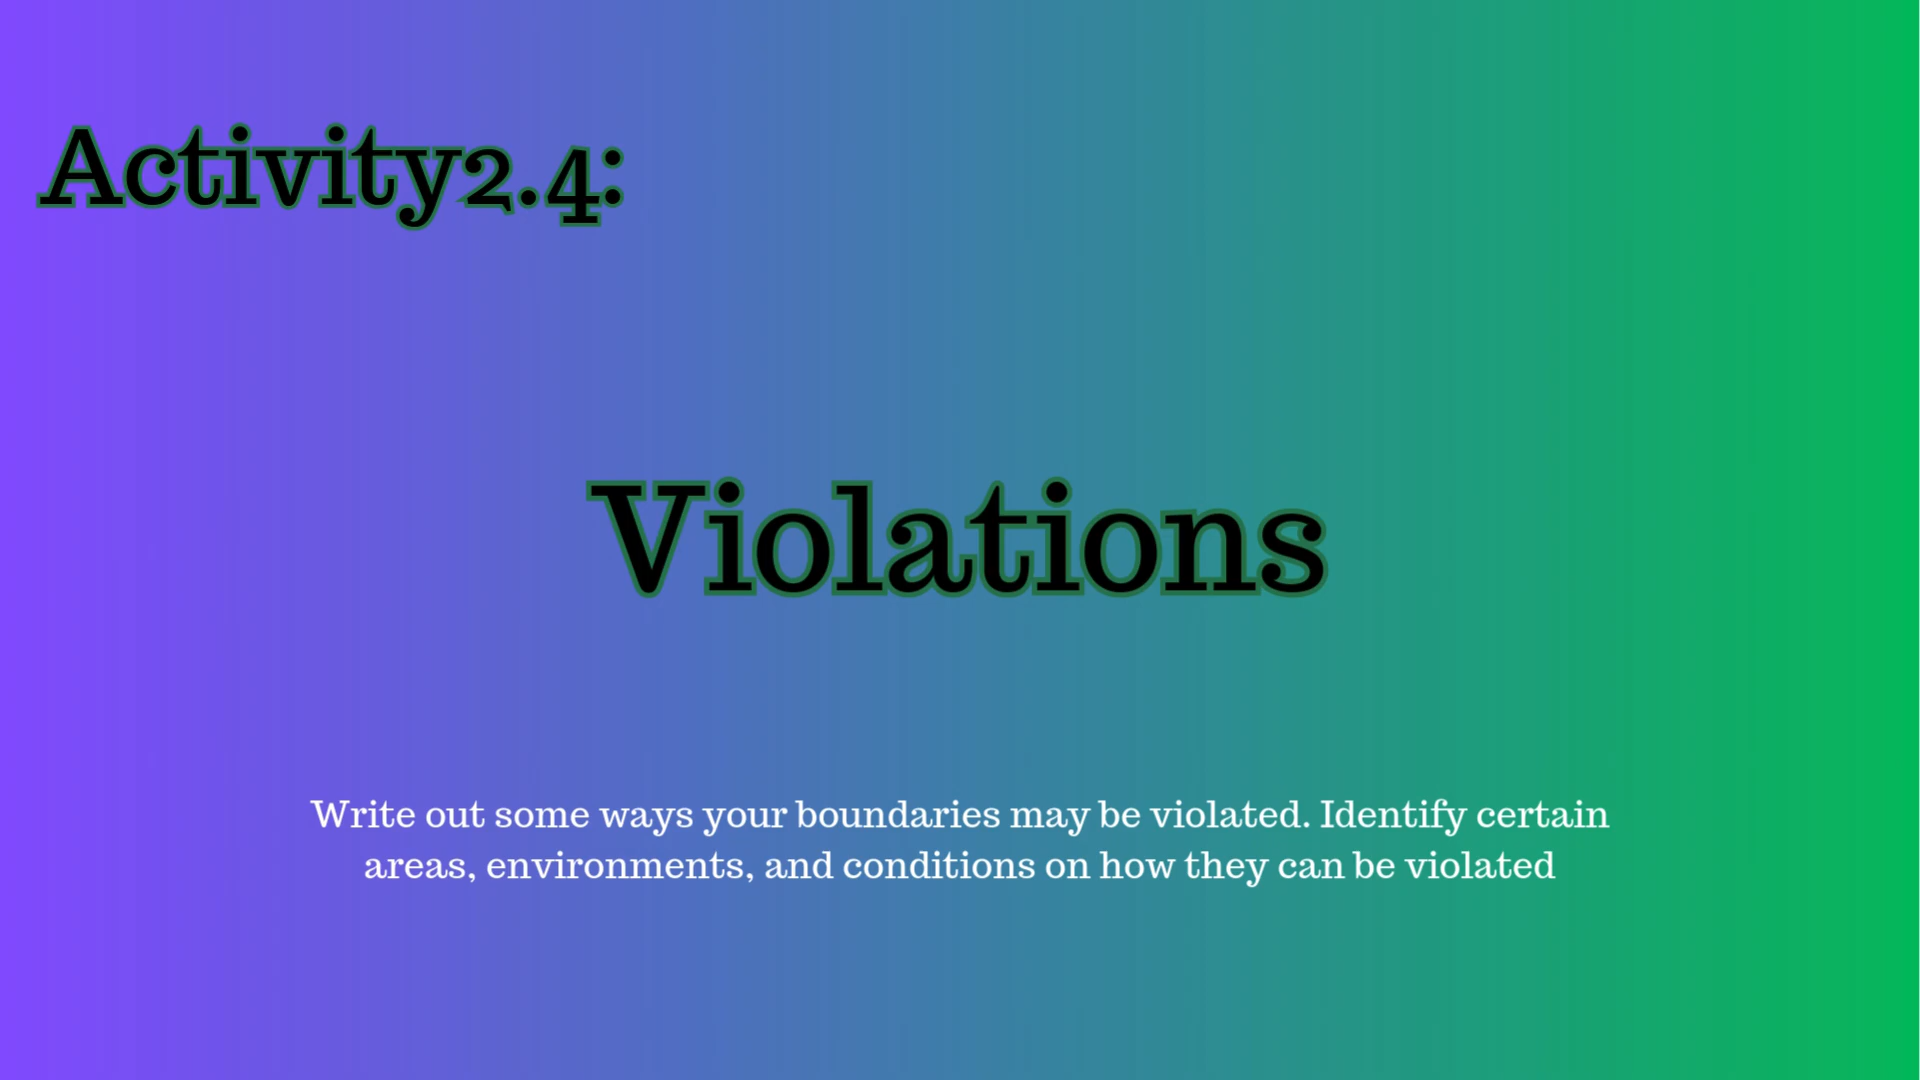 Activity2.4:
Violations
Write out some ways your boundaries may be violated. Identify certain
areas, environments, and conditions on how they can be violated